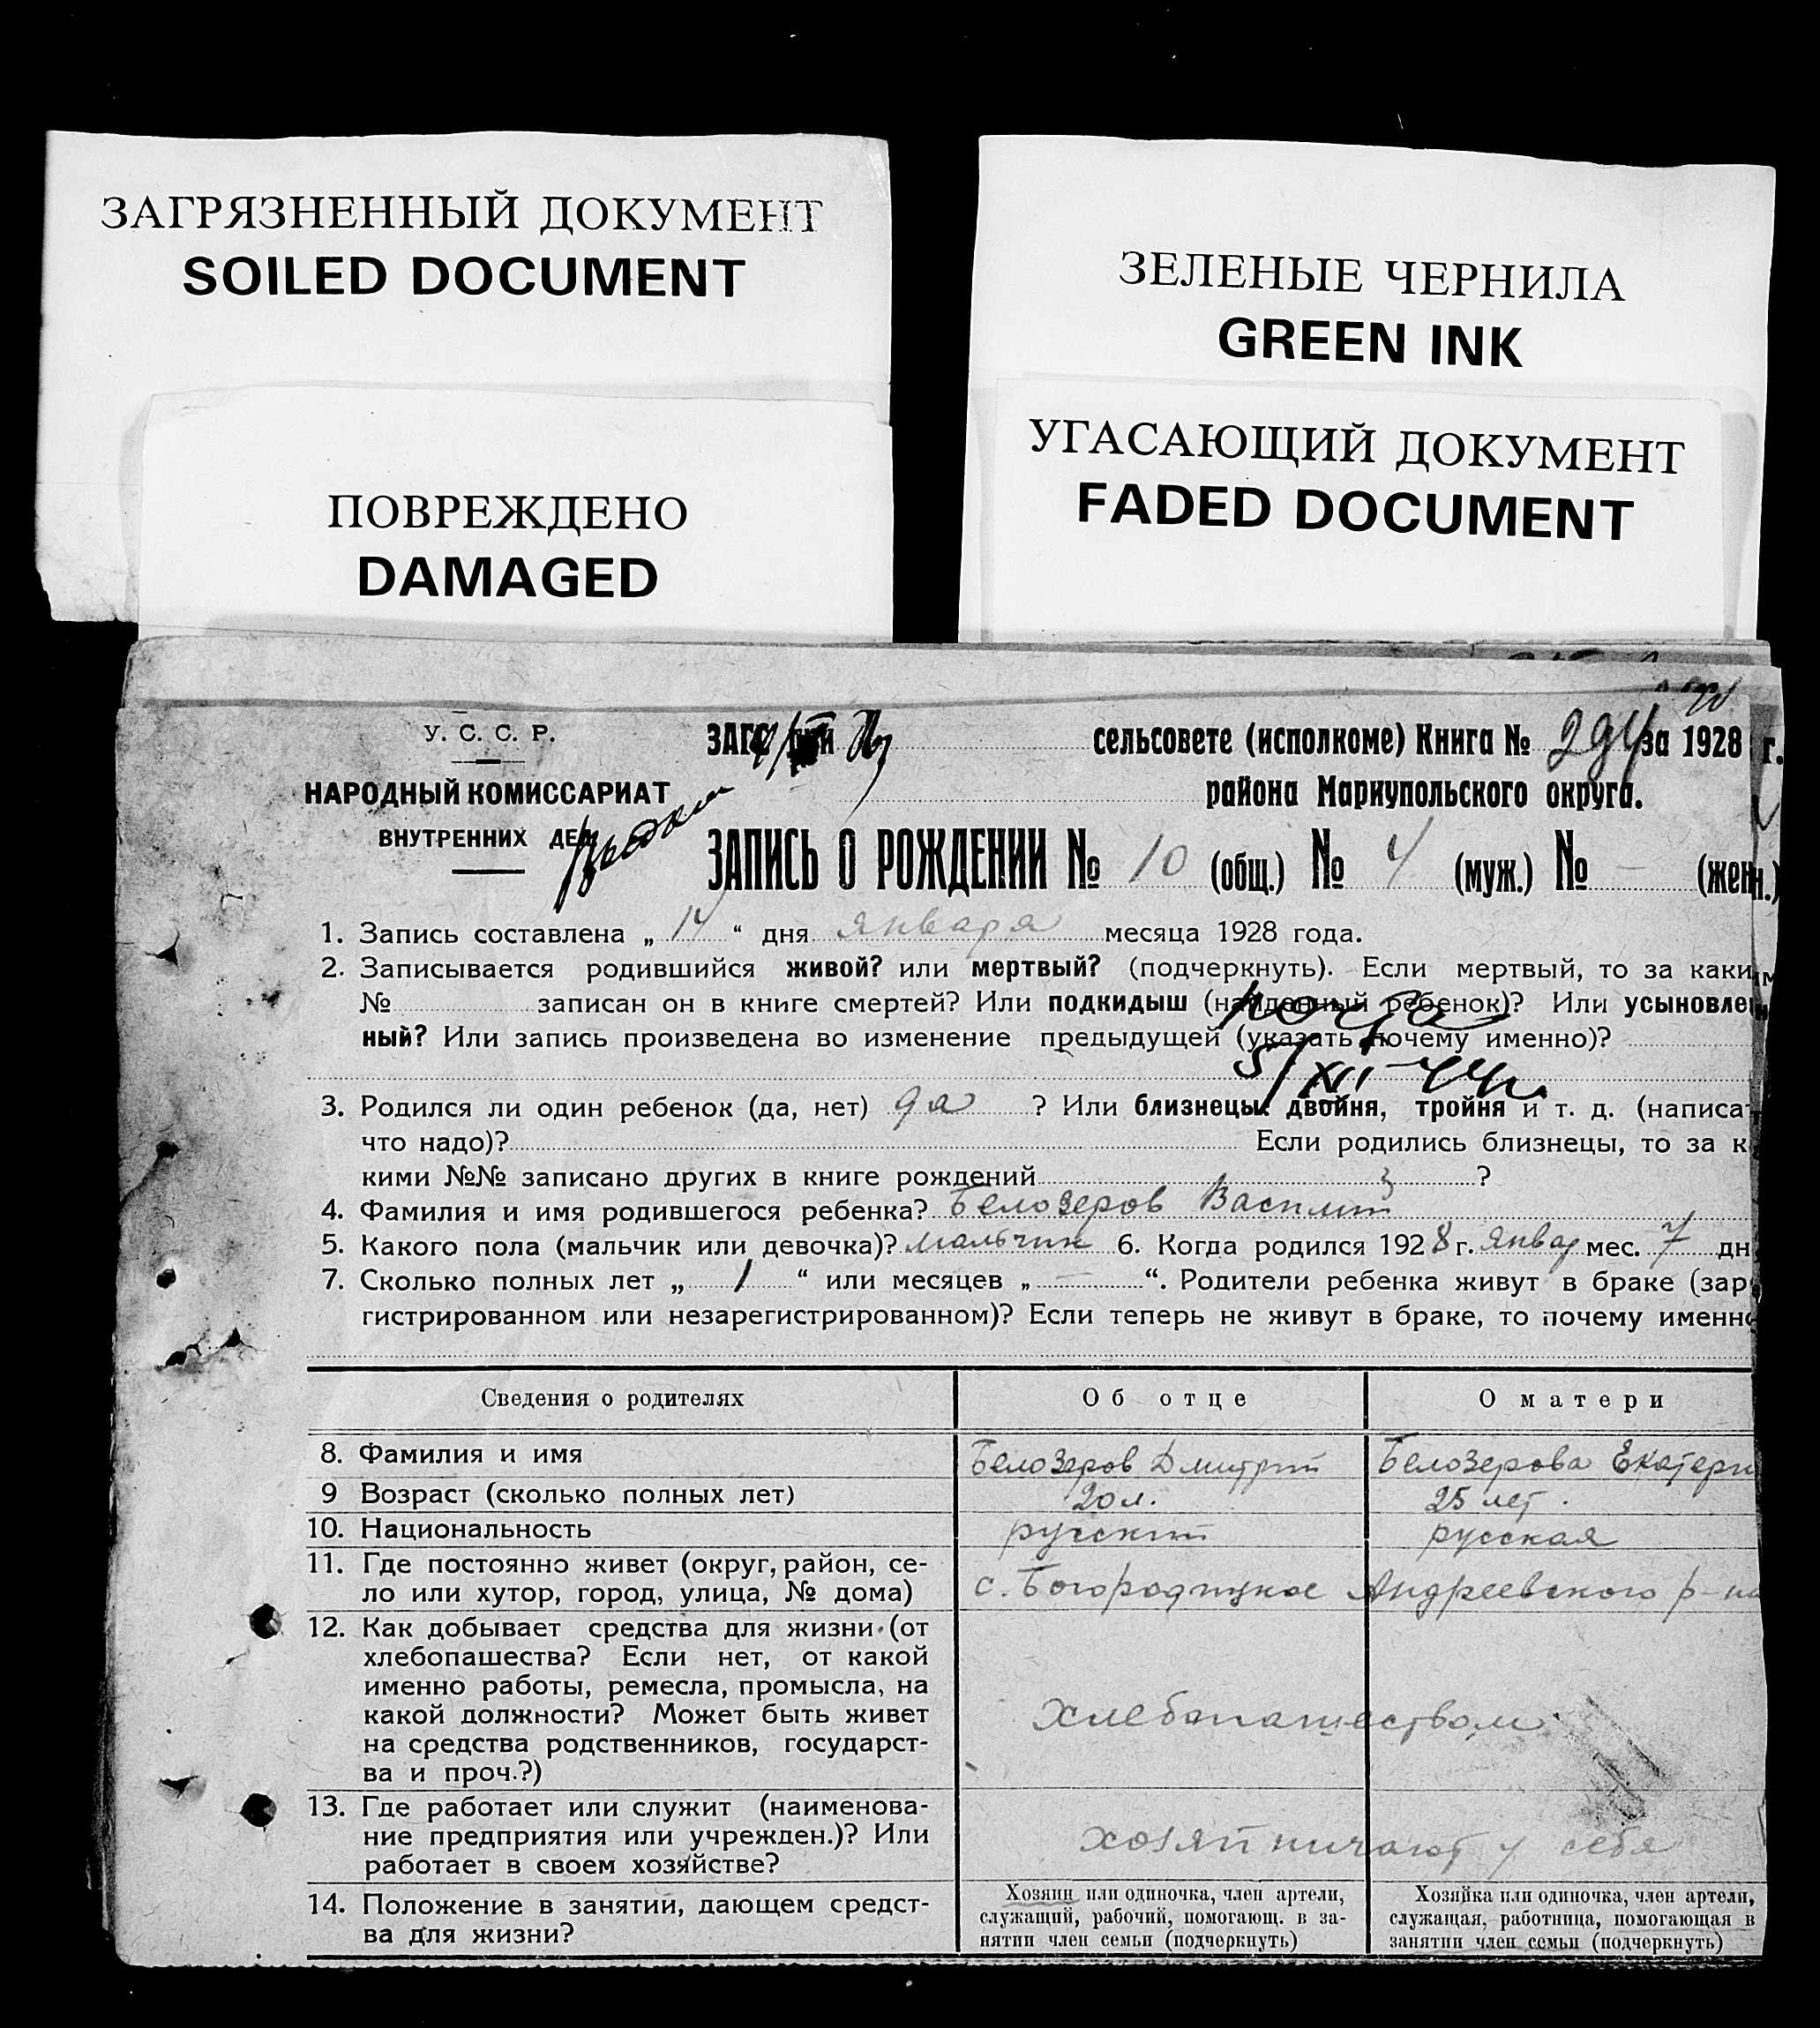 ЗАГРЯЗНЕННЫЙ ДОКУМЕНТ
SOILED DOCUMENT
ПОВРЕЖДЕНО
DAMAGED
ЗЕЛЕНЫЕ ЧЕРНИЛА
GREEN INK
УГАСАЮЩИЙ ДОКУМЕНТ
FADED DOCUMENT
У. С. С. Р.
НАРОДНЫЙ КОМИССАРИАТ
ВНУТРЕННИХ ДЕЛ
ЗАГС при сельсовете (исполкоме) Книга № за 1928 г.
района Мариупольского округа.
ЗАПИСЬ О РОЖДЕНИИ № 10 (общ.) № 4 (муж.) № — (жен.)
1. Запись составлена „ 14 “ дня января месяца 1928 года.
2. Записывается родившийся живой? или мертвый? (подчеркнуть). Если мертвый, то за каким
№ записан он в книге смертей? Или подкидыш (найденный ребенок)? Или усыновлен-
ный? Или запись произведена во изменение предыдущей (указать почему именно)?
5/XII-44г.
3. Родился ли один ребенок (да, нет) да ? Или близнецы: двойня, тройня и т. д. (написат
что надо)? Если родились близнецы, то за к
кими №№ записано других в книге рождений ?
4. Фамилия и имя родившегося ребенка? Белозеров Василий
5. Какого пола (мальчик или девочка)? мальчик 6. Когда родился 1928 г. январ мес. 7 дн
7. Сколько полных лет „ 1 “ или месяцев „ — “. Родители ребенка живут в браке (зар
гистрированном или незарегистрированном)? Если теперь не живут в браке, то почему именно
Сведения о родителях Об отце О матери
8. Фамилия и имя Белозеров Дмитрий Белозерова Екатери
9 Возраст (сколько полных лет) 20 л. 25 лет.
10. Национальность русский русская
11. Где постоянно живет (округ, район, се-
ло или хутор, город, улица, № дома) с. Богородицкое Андреевского р-на
12. Как добывает средства для жизни (от
хлебопашества? Если нет, от какой
именно работы, ремесла, промысла, на
какой должности? Может быть живет
на средства родственников, государст-
ва и проч.?)
хлебопашеством
13. Где работает или служит (наименова-
ние предприятия или учрежден.)? Или
работает в своем хозяйстве?
хозяйничают у себя
14. Положение в занятии, дающем средст-
ва для жизни?
Хозяин или одиночка, член артели,
служащий, рабочий, помогающ. в за-
нятии член семьи (подчеркнуть)
Хозяйка или одиночка, член артели,
служащая, работница, помогающая в
занятии член семьи (подчеркнуть)